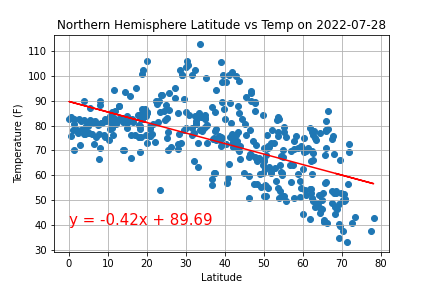 Northern Hemisphere Latitude vs Temp on 2022-07-28
110
100
90
80
70
60
50
40
30
Temperature (F)
y = -0.42x + 89.69
0 10 20 30 40 50 60 70 80
Latitude